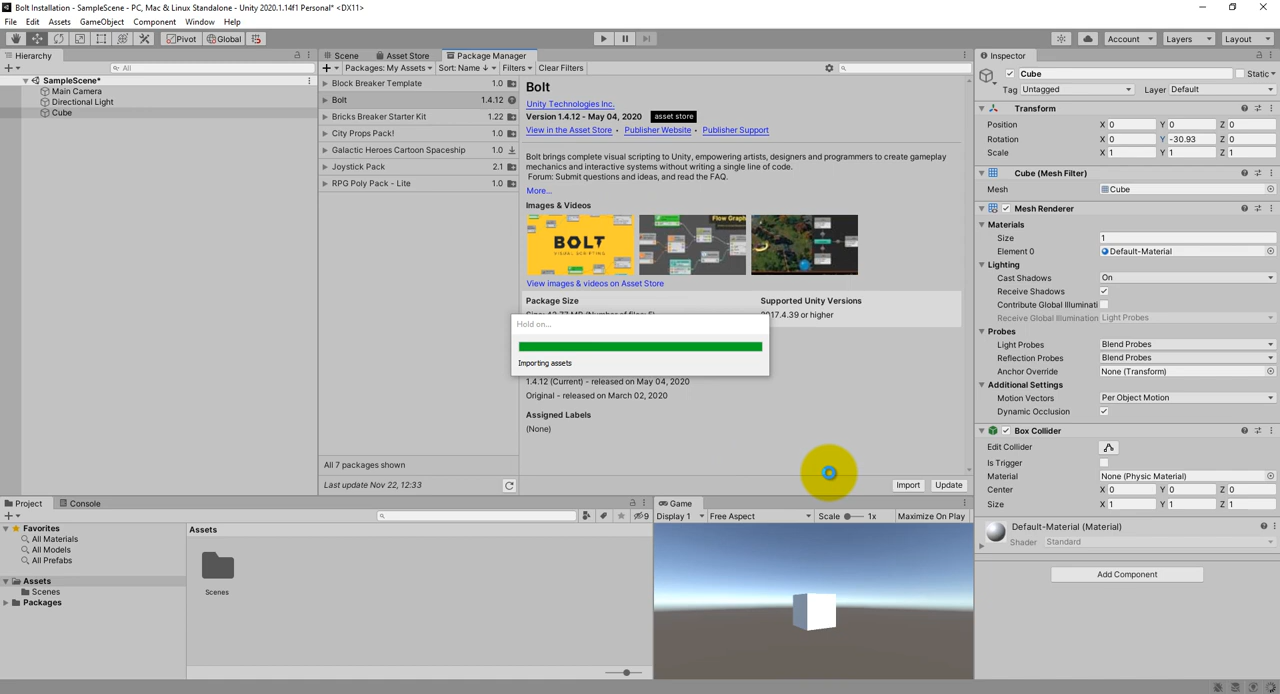 Bolt Installation - SampleScene - PC, Mac & Linux Standalone - Unity 2020.1.14f1 Personal* <DX11>
File Edit Assets GameObject Component Window Help
Pivot Global Account Layers Layout
Hierarchy
All
SampleScene*
Main Camera
Directional Light
Cube
Scene Asset Store Package Manager
Packages: My Assets Sort: Name ↓ Filters Clear Filters
Block Breaker Template 1.0
Bolt 1.4.12
Bricks Breaker Starter Kit 1.22
City Props Pack! 1.0
Galactic Heroes Cartoon Spaceship 1.0
Joystick Pack 2.1
RPG Poly Pack - Lite 1.0
All 7 packages shown
Last update Nov 22, 12:33
Bolt
Unity Technologies Inc.
Version 1.4.12 - May 04, 2020 asset store
View in the Asset Store • Publisher Website • Publisher Support
Bolt brings complete visual scripting to Unity, empowering artists, designers and programmers to create gameplay
mechanics and interactive systems without writing a single line of code.
Forum: Submit questions and ideas, and read the FAQ.
More...
Images & Videos
BOLT
VISUAL SCRIPTING
Flow Graph
View images & videos on Asset Store
Package Size Supported Unity Versions
2017.4.39 or higher
Hold on...
Importing assets
1.4.12 (Current) - released on May 04, 2020
Original - released on March 02, 2020
Assigned Labels
(None)
Import Update
Inspector
Cube Static
Tag Untagged Layer Default
Transform
Position X 0 Y 0 Z 0
Rotation X 0 Y -30.93 Z 0
Scale X 1 Y 1 Z 1
Cube (Mesh Filter)
Mesh Cube
Mesh Renderer
Materials
Size 1
Element 0 Default-Material
Lighting
Cast Shadows On
Receive Shadows
Contribute Global Illuminati
Receive Global Illumination Light Probes
Probes
Light Probes Blend Probes
Reflection Probes Blend Probes
Anchor Override None (Transform)
Additional Settings
Motion Vectors Per Object Motion
Dynamic Occlusion
Box Collider
Edit Collider
Is Trigger
Material None (Physic Material)
Center X 0 Y 0 Z 0
Size X 1 Y 1 Z 1
Default-Material (Material)
Shader Standard
Add Component
Project Console
9
Favorites
All Materials
All Models
All Prefabs
Assets
Scenes
Packages
Assets
Scenes
Game
Display 1 Free Aspect Scale 1x Maximize On Play